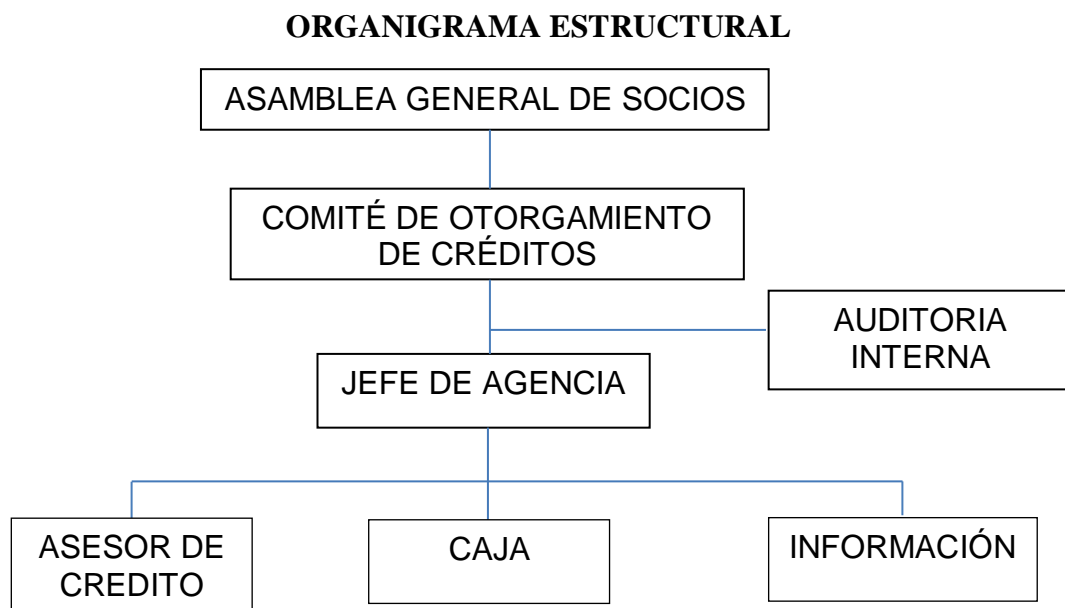 ORGANIGRAMA ESTRUCTURAL
ASAMBLEA GENERAL DE SOCIOS
COMITÉ DE OTORGAMIENTO
DE CRÉDITOS
AUDITORIA
INTERNA
JEFE DE AGENCIA
ASESOR DE
CREDITO
CAJA
INFORMACIÓN